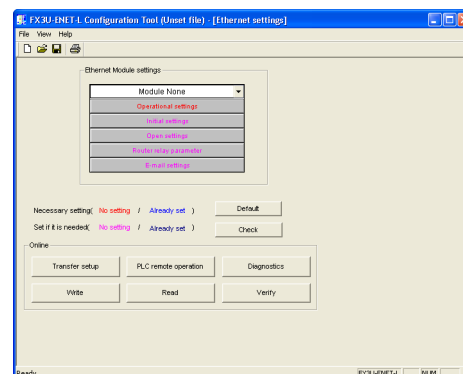 FX3U-ENET-L Configuration Tool (Unset file) - [Ethernet settings]
File View Help
Ethernet Module settings
Module None
Operational settings
Initial settings
Open settings
Router relay parameter
E-mail settings
Necessary setting( No setting / Already set ) Default
Set if it is needed( No setting / Already set ) Check
Online
Transfer setup PLC remote operation Diagnostics
Write Read Verify
Ready FX3U-ENET-L NUM